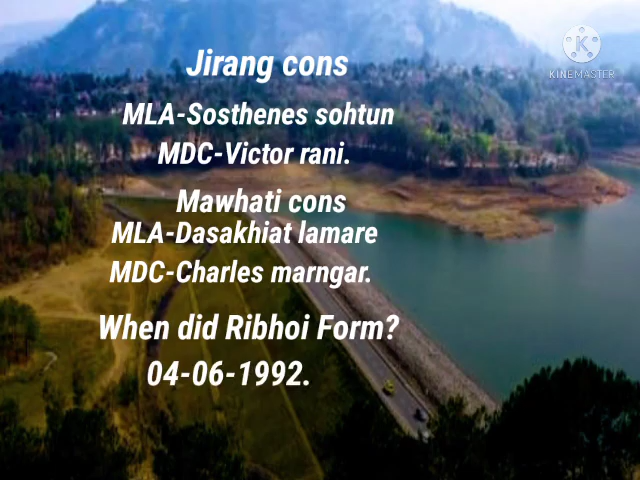 Jirang cons
KINEMASTER
MLA-Sosthenes sohtun
MDC-Victor rani.
Mawhati cons
MLA-Dasakhiat lamare
MDC-Charles marngar.
When did Ribhoi Form?
04-06-1992.